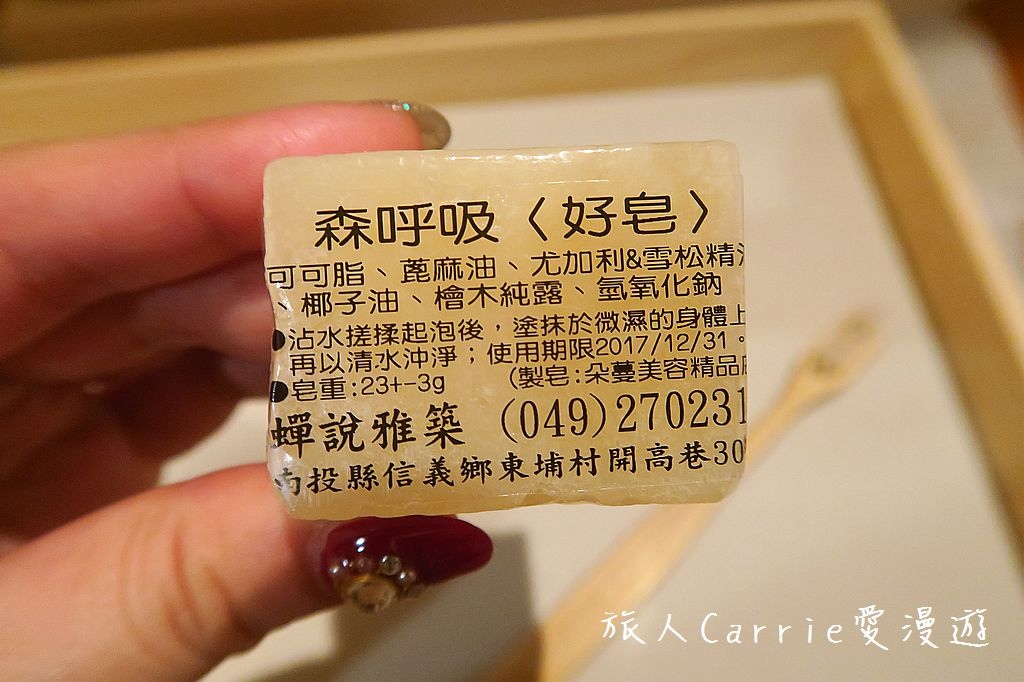 森呼吸〈好皂〉
可可脂、蓖麻油、尤加利&雪松精油
、椰子油、檜木純露、氫氧化鈉
●沾水搓揉起泡後，塗抹於微濕的身體上
再以清水沖淨；使用期限2017/12/31。
●皂重:23+-3g (製皂:朵蔓美容精品
蟬說雅築 (049)270231
南投縣信義鄉東埔村開高巷30
旅人Carrie愛漫遊